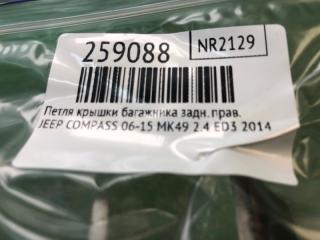 259088 NR2129
Петля крышки багажника задн. прав.
JEEP COMPASS 06-15 MK49 2.4 ED3 2014